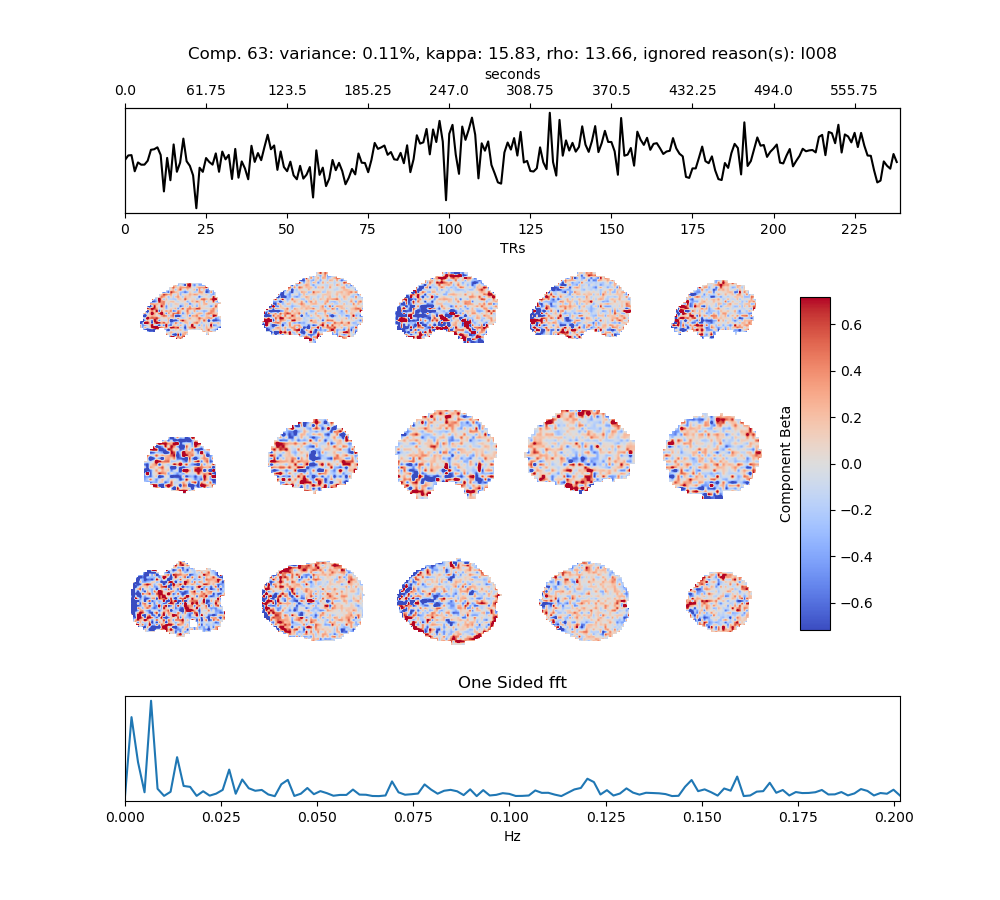 Comp. 63: variance: 0.11%, kappa: 15.83, rho: 13.66, ignored reason(s): I008
seconds
0.0 61.75 123.5 185.25 247.0 308.75 370.5 432.25 494.0 555.75
0 25 50 75 100 125 150 175 200 225
TRs
0.6
0.4
0.2
0.0
−0.2
−0.4
−0.6
Component Beta
One Sided fft
0.000 0.025 0.050 0.075 0.100 0.125 0.150 0.175 0.200
Hz